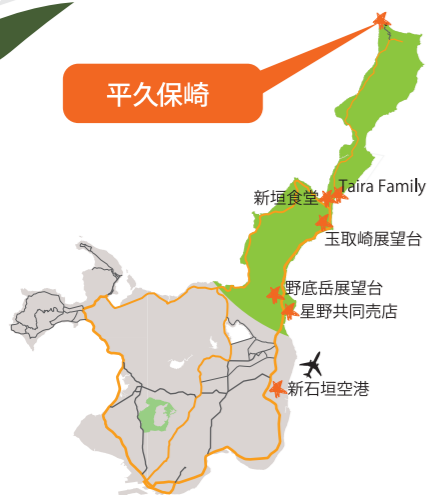 平久保崎
新垣食堂
Taira Family
玉取崎展望台
野底岳展望台
星野共同売店
新石垣空港